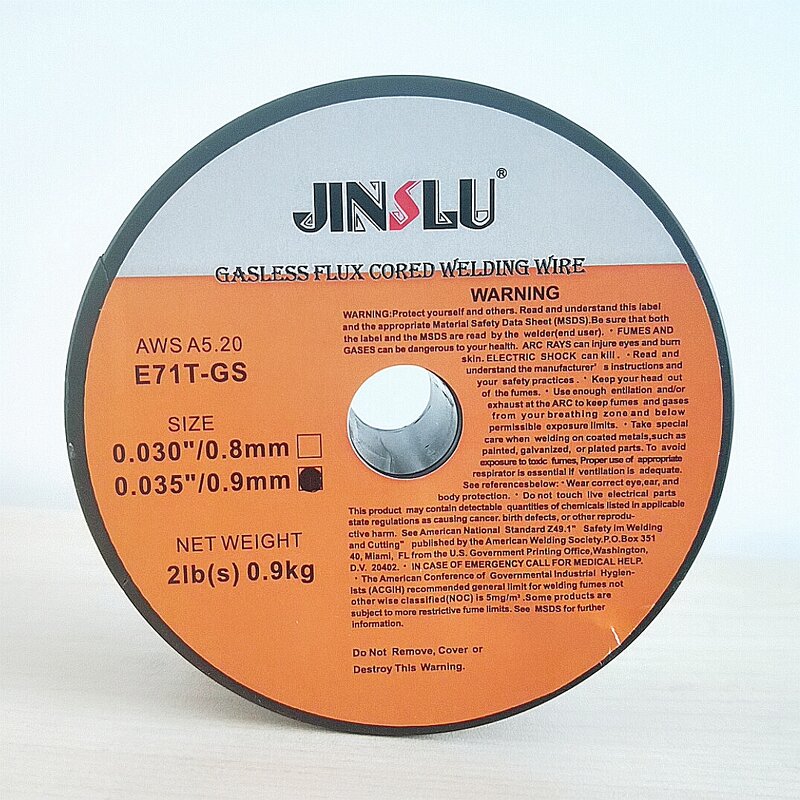 JINSLU®
GASLESS FLUX CORED WELDING WIRE
AWS A5.20
E71T-GS
SIZE
0.030"/0.8mm
0.035"/0.9mm
NET WEIGHT
2lb(s) 0.9kg
WARNING
WARNING:Protect yourself and others. Read and understand this label
and the appropriate Material Safety Data Sheet (MSDS).Be sure that both
the label and the MSDS are read by the welder(end user). · FUMES AND
GASES can be dangerous to your health. ARC RAYS can injure eyes and burn
skin. ELECTRIC SHOCK can kill. · Read and
understand the manufacturer' s instructions and
your safety practices . · Keep your head out
of the fumes. · Use enough entilation and/or
exhaust at the ARC to keep fumes and gases
from your breathing zone and below
permissible exposure limits. · Take special
care when welding on coated metals,such as
painted, galvanized, or plated parts. To avoid
exposure to toxic fumes, Proper use of appropriate
respirator is essential if ventilation is adequate.
See referencesbelow: · Wear correct eye,ear, and
body protection. · Do not touch live electrical parts
This product may contain detectable quantities of chemicals listed in applicable
state regulations as causing cancer. birth defects, or other reprodu-
ctive harm. See American National Standard Z49.1" Safety im Welding
and Cutting" published by the American Welding Society.P.O.Box 351
40, Miami, FL from the U.S. Government Printing Office,Washington,
D.V. 20402. · IN CASE OF EMERGENCY CALL FOR MEDICAL HELP.
· The American Conference of Governmental Industrial Hygien-
ists (ACGIH) recommended general limit for welding fumes not
other wise classified(NOC) is 5mg/m³ .Some products are
subject to more restrictive fume limits. See MSDS for further
information.
Do Not Remove, Cover or
Destroy This Warning.